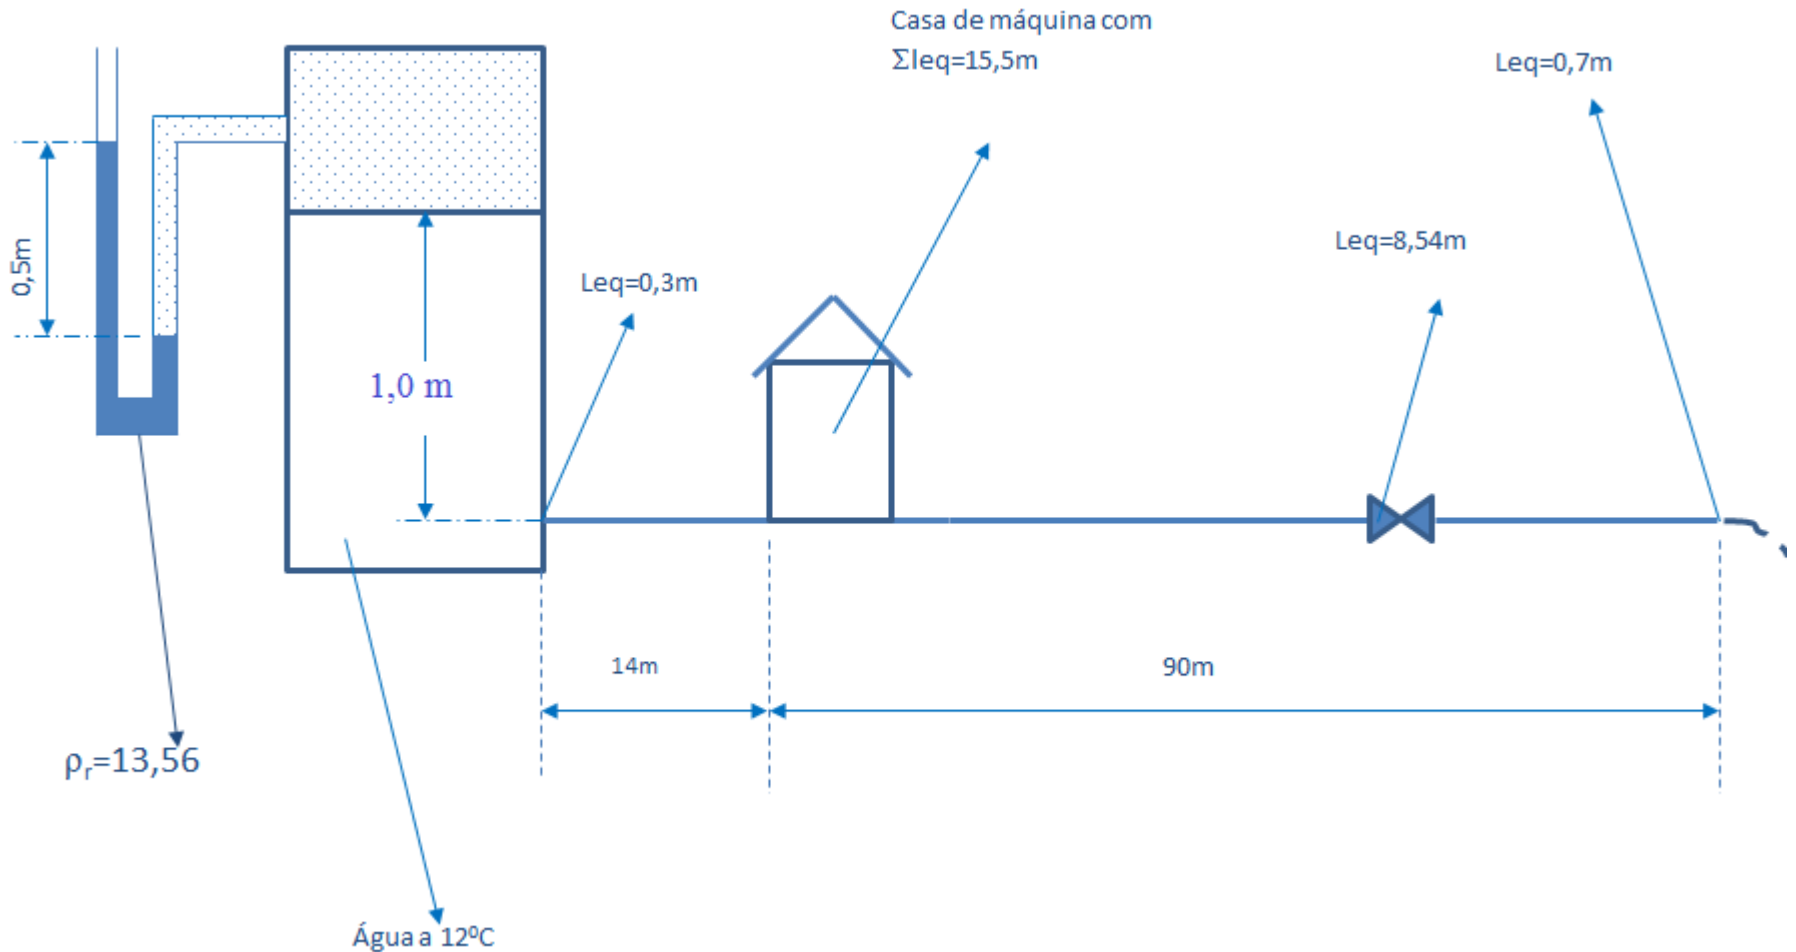 Casa de máquina com
Σleq=15,5m
Leq=0,7m
0,5m
Leq=0,3m
Leq=8,54m
1,0 m
14m
90m
ρr=13,56
Água a 12⁰C